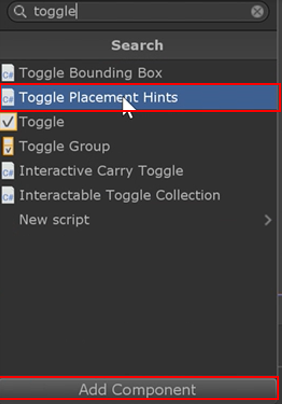 toggle
Search
Toggle Bounding Box
Toggle Placement Hints
Toggle
Toggle Group
Interactive Carry Toggle
Interactable Toggle Collection
New script
Add Component